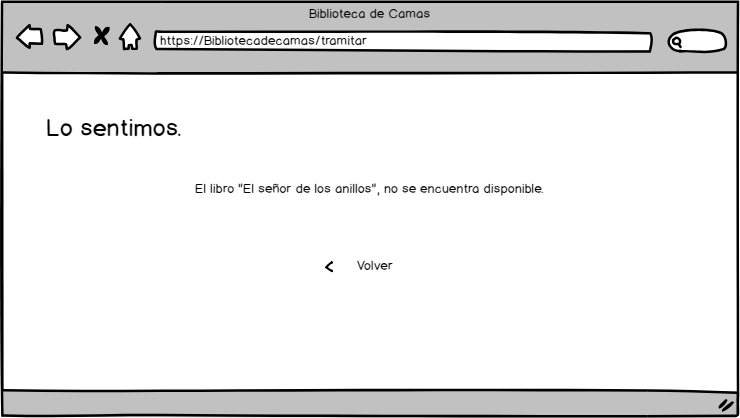 Biblioteca de Camas
https://Bibliotecadecamas/tramitar
Lo sentimos.
El libro "El señor de los anillos", no se encuentra disponible.
Volver